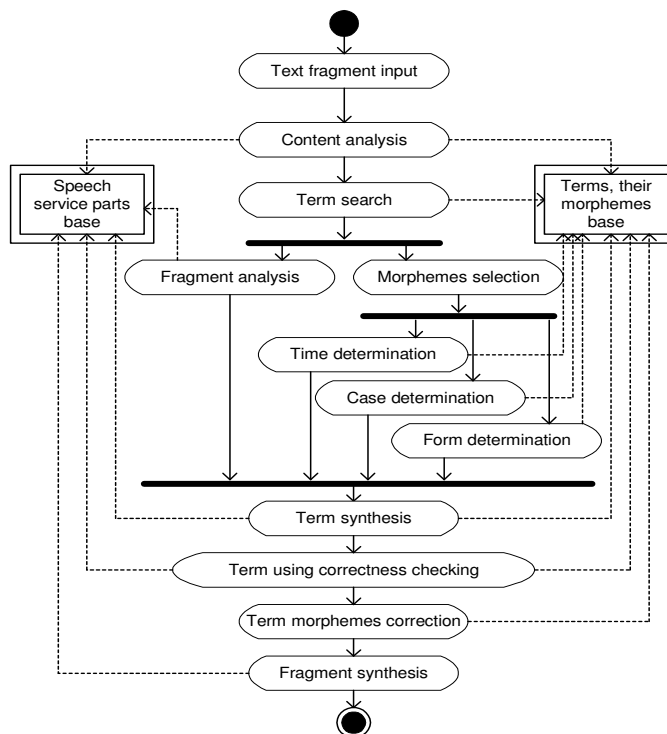 Text fragment input
Content analysis
Speech
service parts
base
Term search
Terms, their
morphemes
base
Fragment analysis
Morphemes selection
Time determination
Case determination
Form determination
Term synthesis
Term using correctness checking
Term morphemes correction
Fragment synthesis